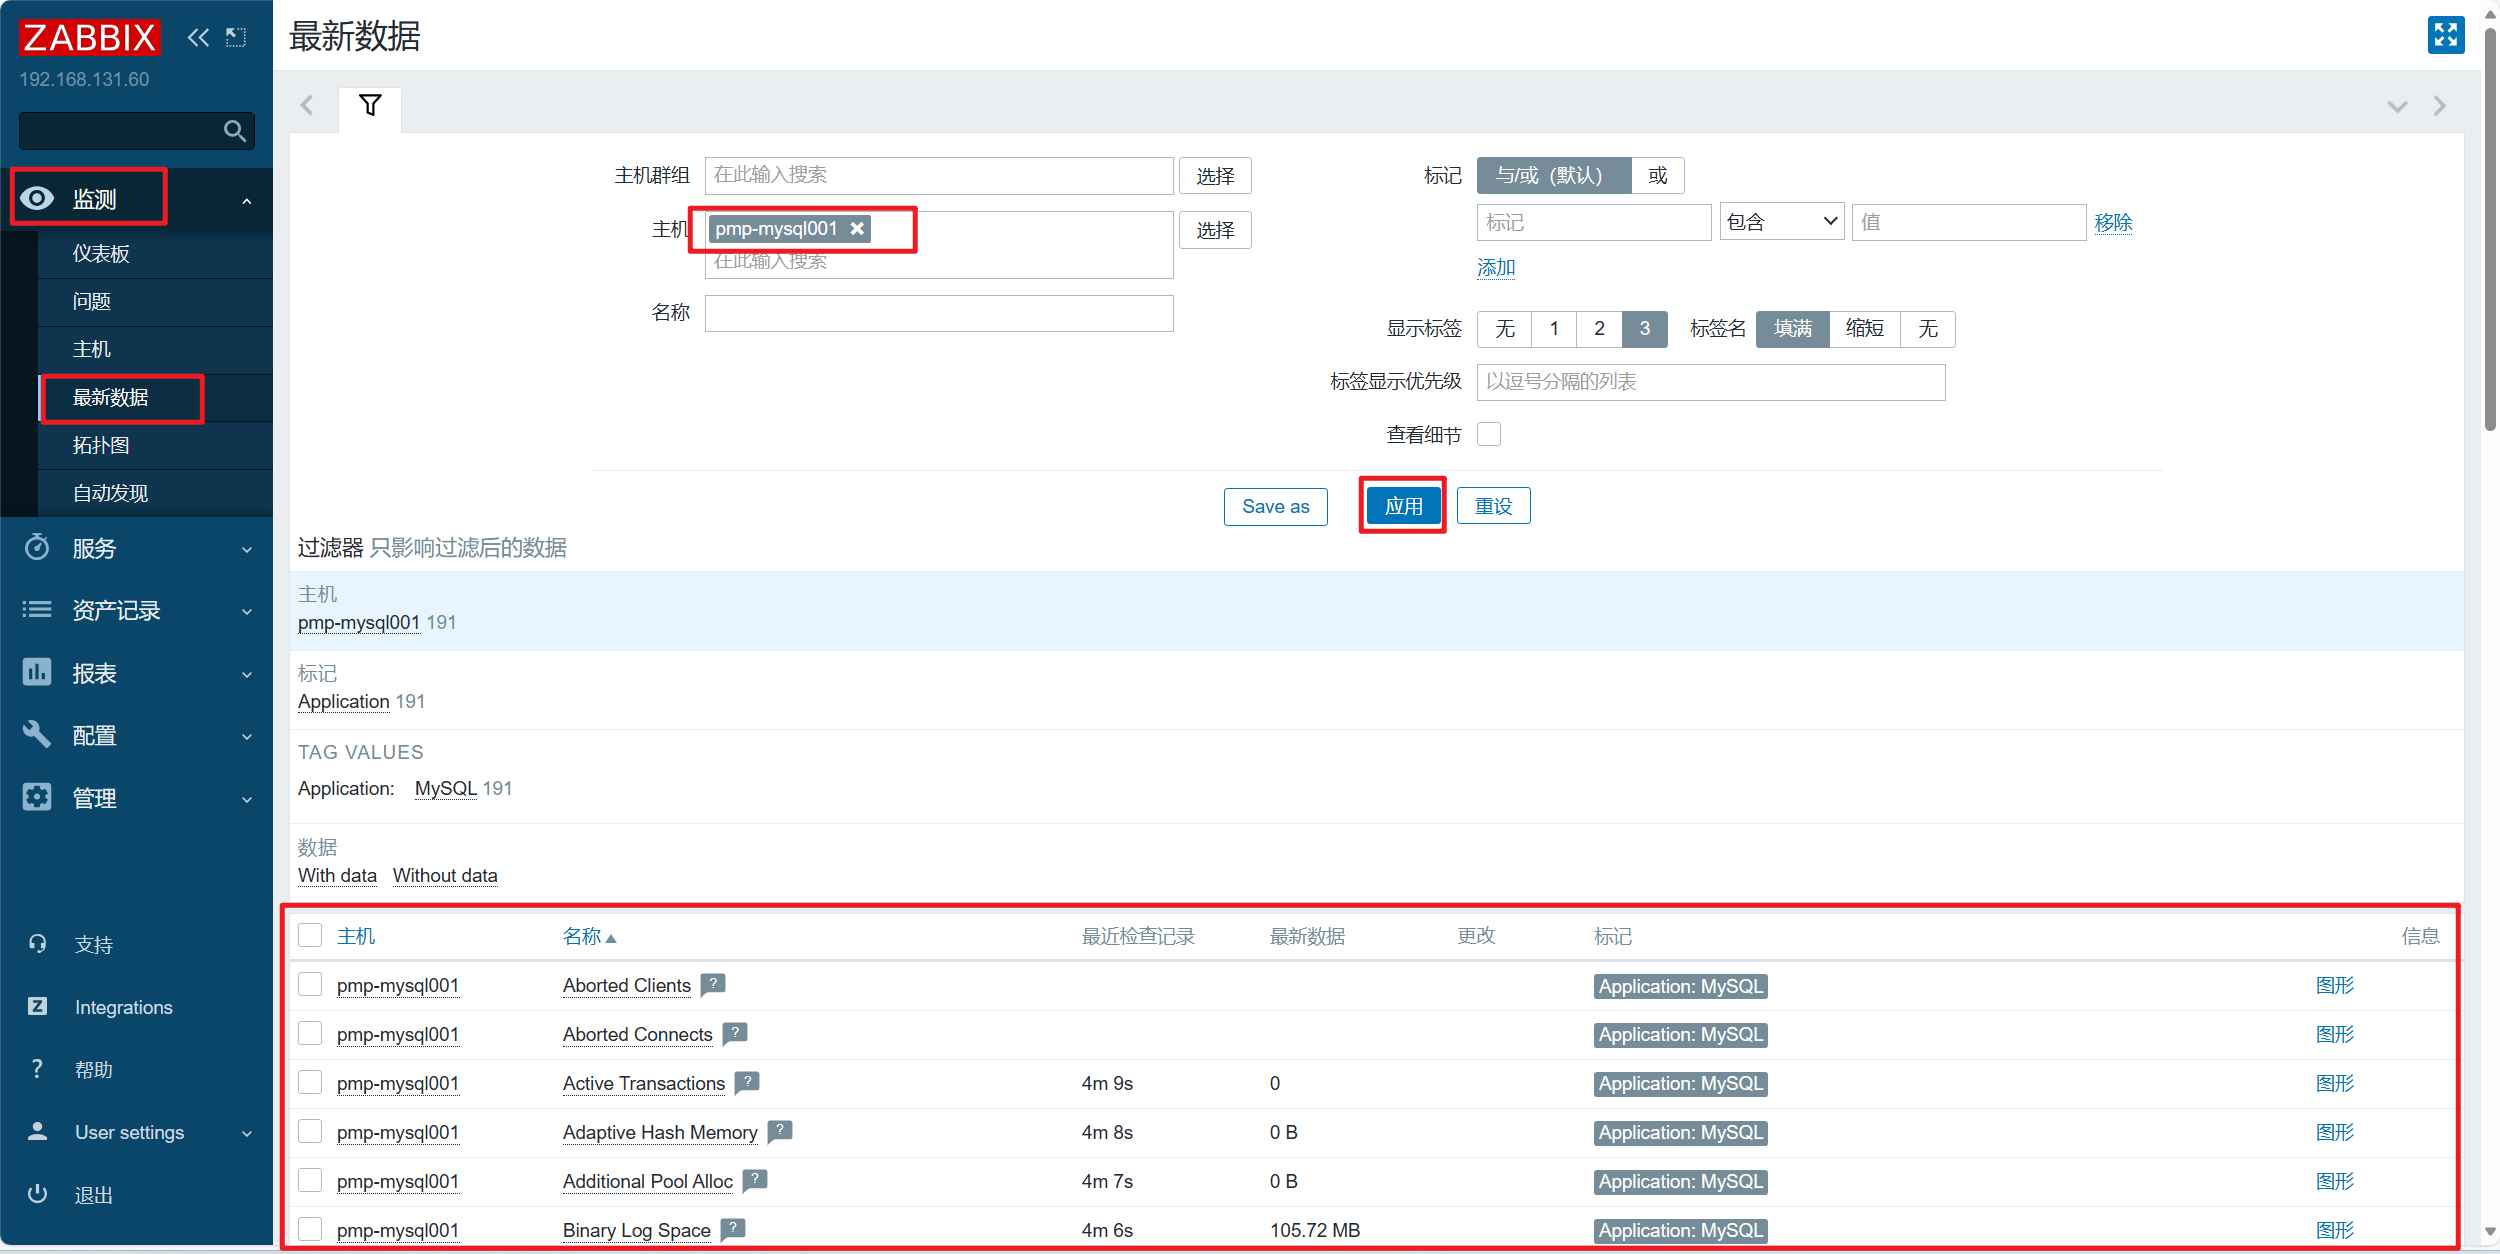 ZABBIX
192.168.131.60
监测
仪表板
问题
主机
最新数据
拓扑图
自动发现
服务
资产记录
报表
配置
管理
支持
Integrations
帮助
User settings
退出
最新数据
主机群组 在此输入搜索 选择
主机 pmp-mysql001 选择
在此输入搜索
名称
标记 与/或（默认） 或
标记 包含 值 移除
添加
显示标签 无 1 2 3 标签名 填满 缩短 无
标签显示优先级 以逗号分隔的列表
查看细节
Save as 应用 重设
过滤器 只影响过滤后的数据
主机
pmp-mysql001 191
标记
Application 191
TAG VALUES
Application: MySQL 191
数据
With data Without data
主机 名称 最近检查记录 最新数据 更改 标记 信息
pmp-mysql001 Aborted Clients ? Application: MySQL 图形
pmp-mysql001 Aborted Connects ? Application: MySQL 图形
pmp-mysql001 Active Transactions ? 4m 9s 0 Application: MySQL 图形
pmp-mysql001 Adaptive Hash Memory ? 4m 8s 0 B Application: MySQL 图形
pmp-mysql001 Additional Pool Alloc ? 4m 7s 0 B Application: MySQL 图形
pmp-mysql001 Binary Log Space ? 4m 6s 105.72 MB Application: MySQL 图形